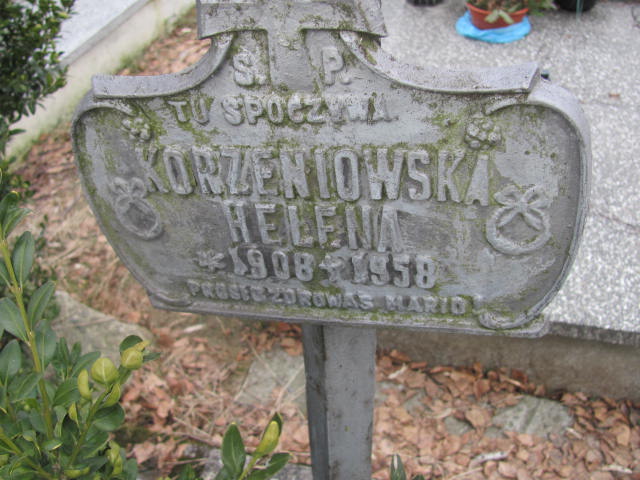 Ś. P.
TU SPOCZYWA
KORZENIOWSKA
HELENA
* 1908 † 1958
PROSI ZDROWAŚ MARIO!